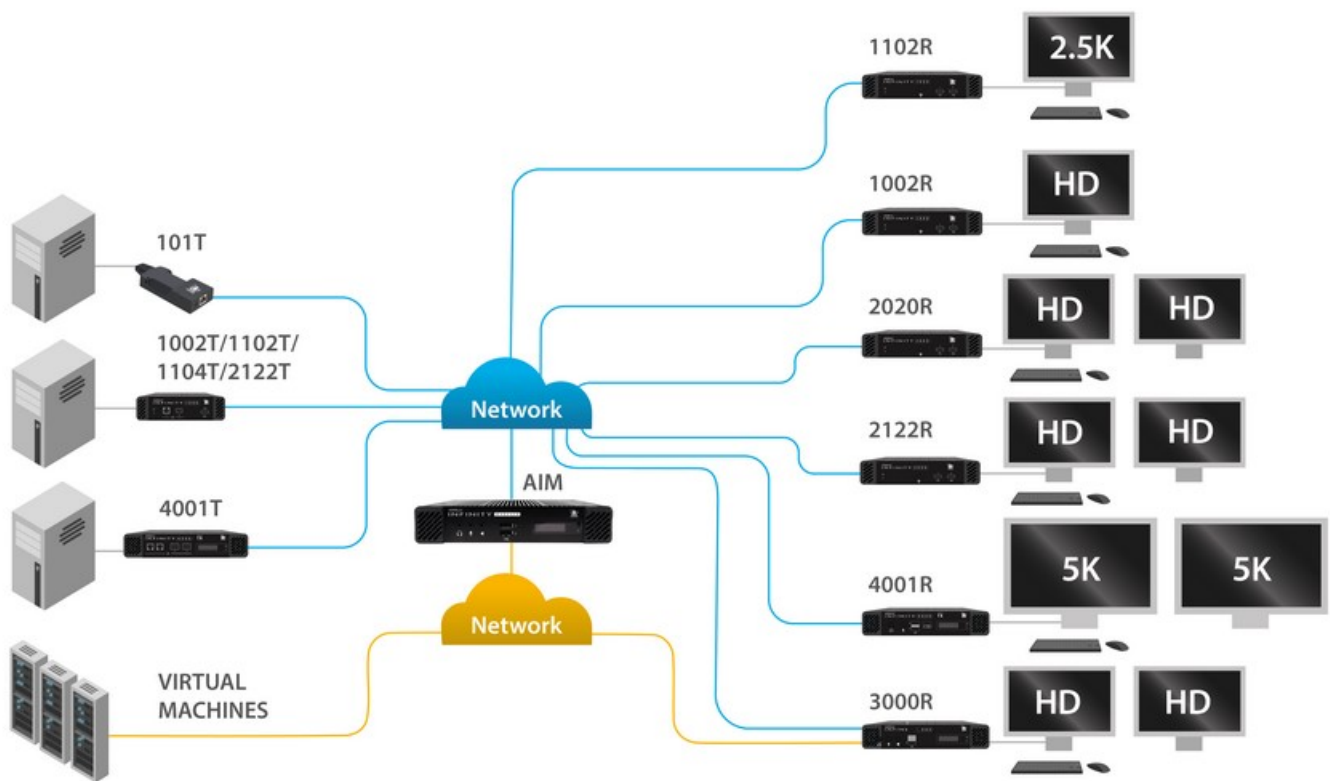 1102R
2.5K
1002R
HD
101T
2020R
HD
HD
1002T/1102T/
1104T/2122T
Network
2122R
HD
HD
AIM
4001T
4001R
5K
5K
Network
VIRTUAL
MACHINES
3000R
HD
HD